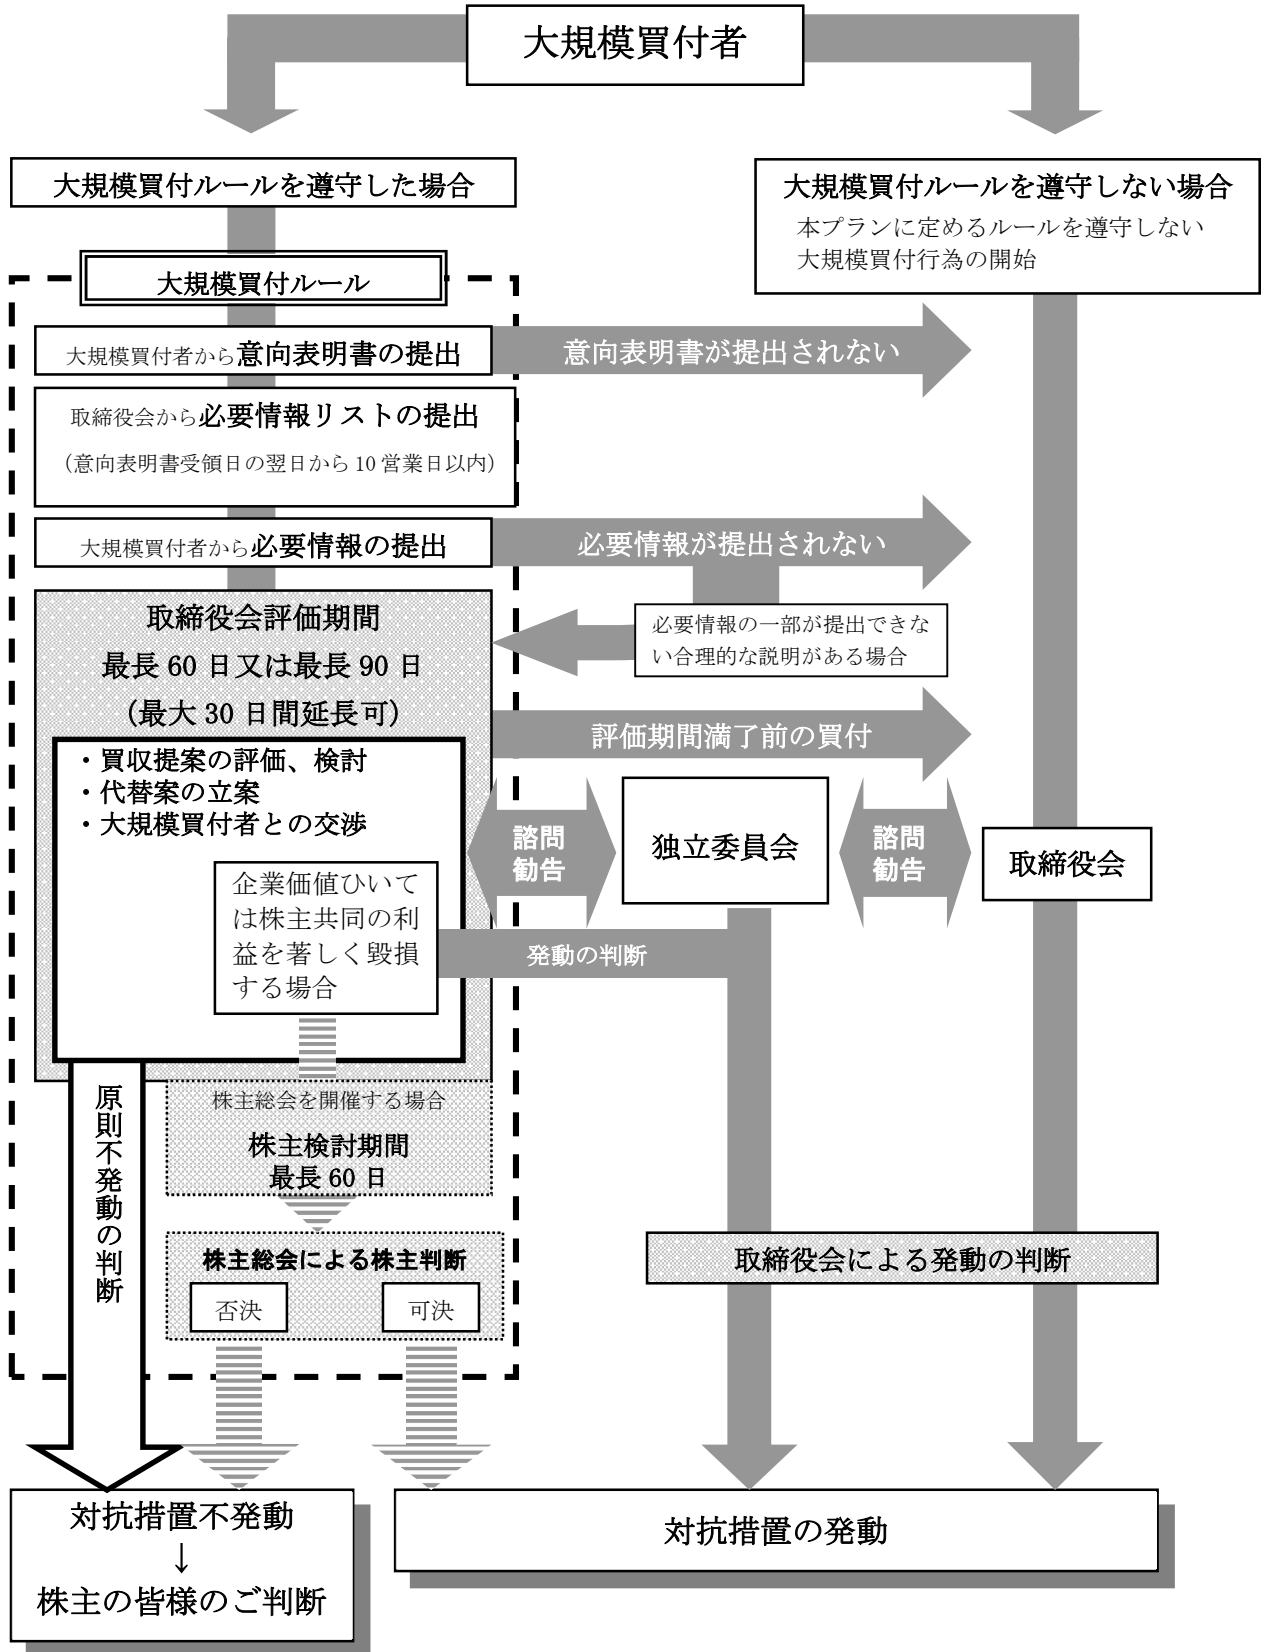 大規模買付者
大規模買付ルールを遵守した場合
大規模買付ルールを遵守しない場合
本プランに定めるルールを遵守しない
大規模買付行為の開始
大規模買付ルール
大規模買付者から意向表明書の提出
意向表明書が提出されない
取締役会から必要情報リストの提出
（意向表明書受領日の翌日から 10 営業日以内）
大規模買付者から必要情報の提出
必要情報が提出されない
必要情報の一部が提出できな
い合理的な説明がある場合
取締役会評価期間
最長 60 日又は最長 90 日
（最大 30 日間延長可）
評価期間満了前の買付
・買収提案の評価、検討
・代替案の立案
・大規模買付者との交渉
諮問
勧告
独立委員会
諮問
勧告
取締役会
企業価値ひいて
は株主共同の利
益を著しく毀損
する場合
発動の判断
原則不発動の判断
株主総会を開催する場合
株主検討期間
最長 60 日
株主総会による株主判断
否決
可決
取締役会による発動の判断
対抗措置不発動
↓
株主の皆様のご判断
対抗措置の発動